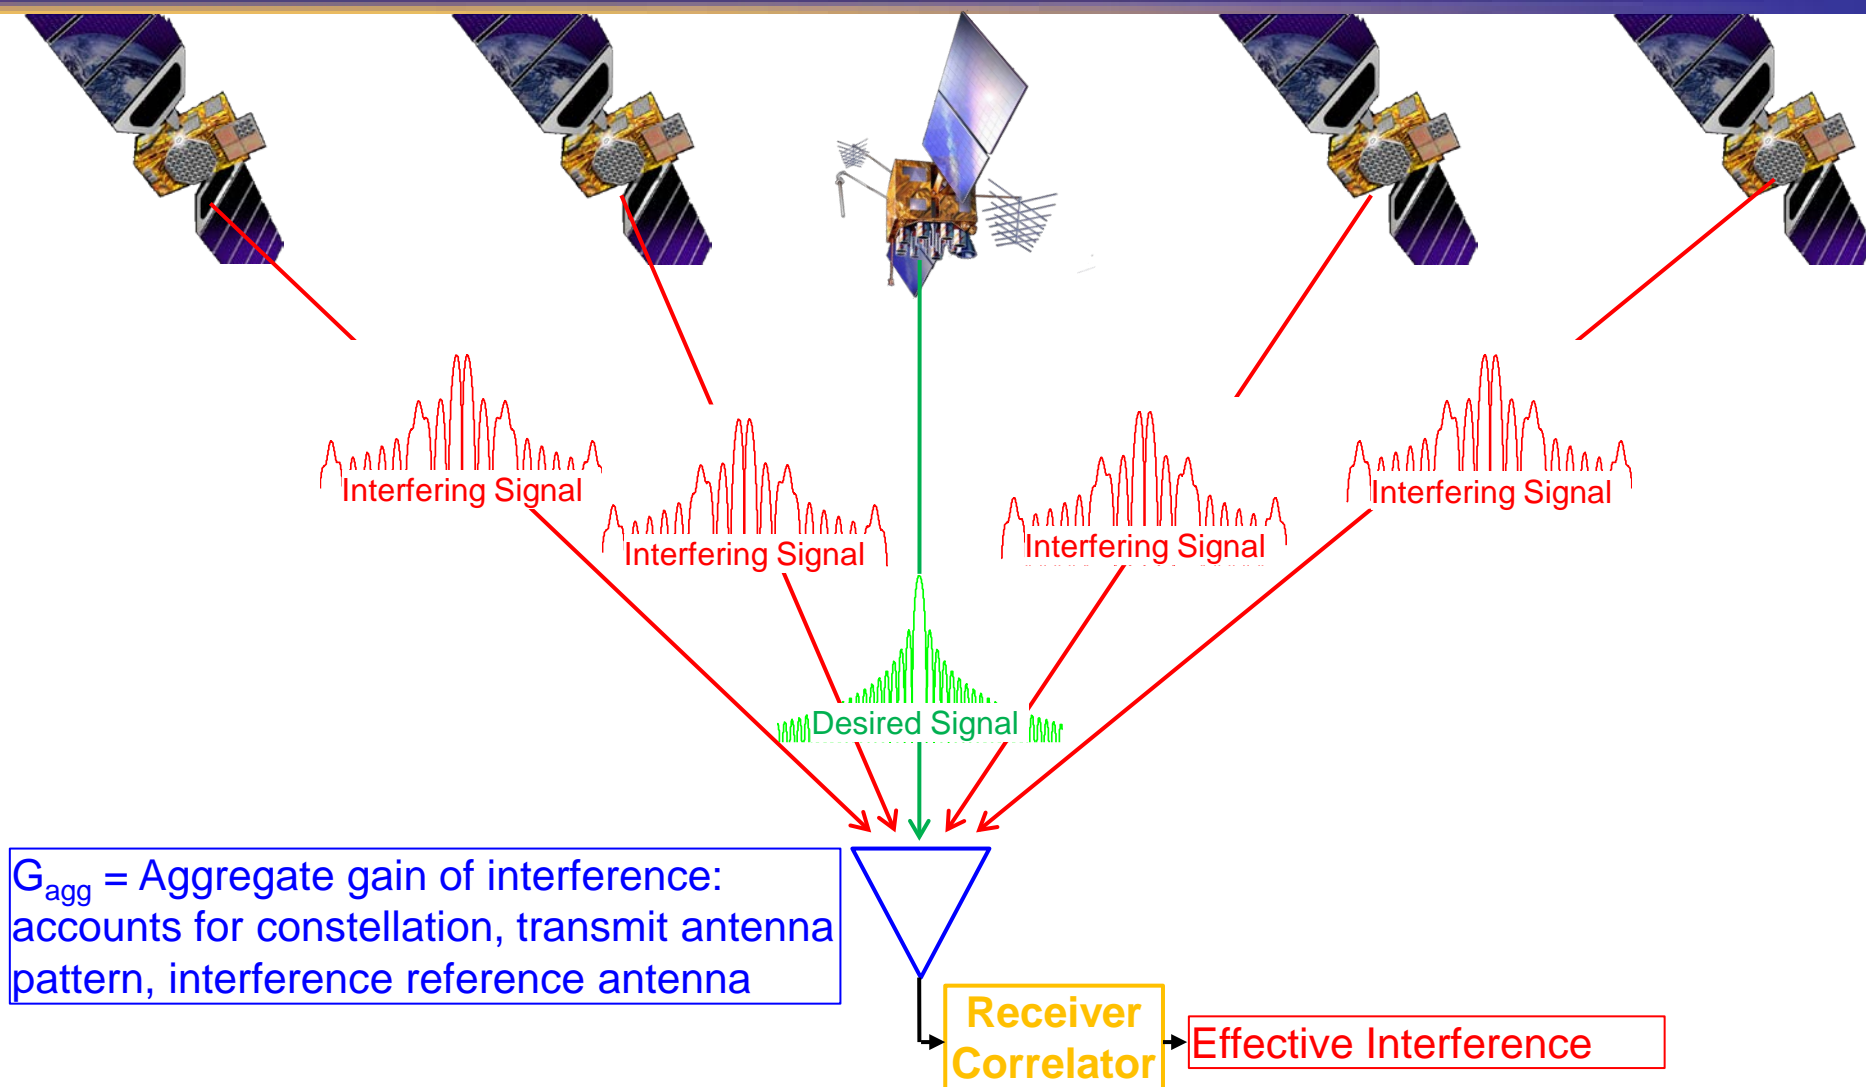 Interfering Signal
Interfering Signal
Interfering Signal
Interfering Signal
Desired Signal
G_agg = Aggregate gain of interference:
accounts for constellation, transmit antenna
pattern, interference reference antenna
Receiver
Correlator
Effective Interference